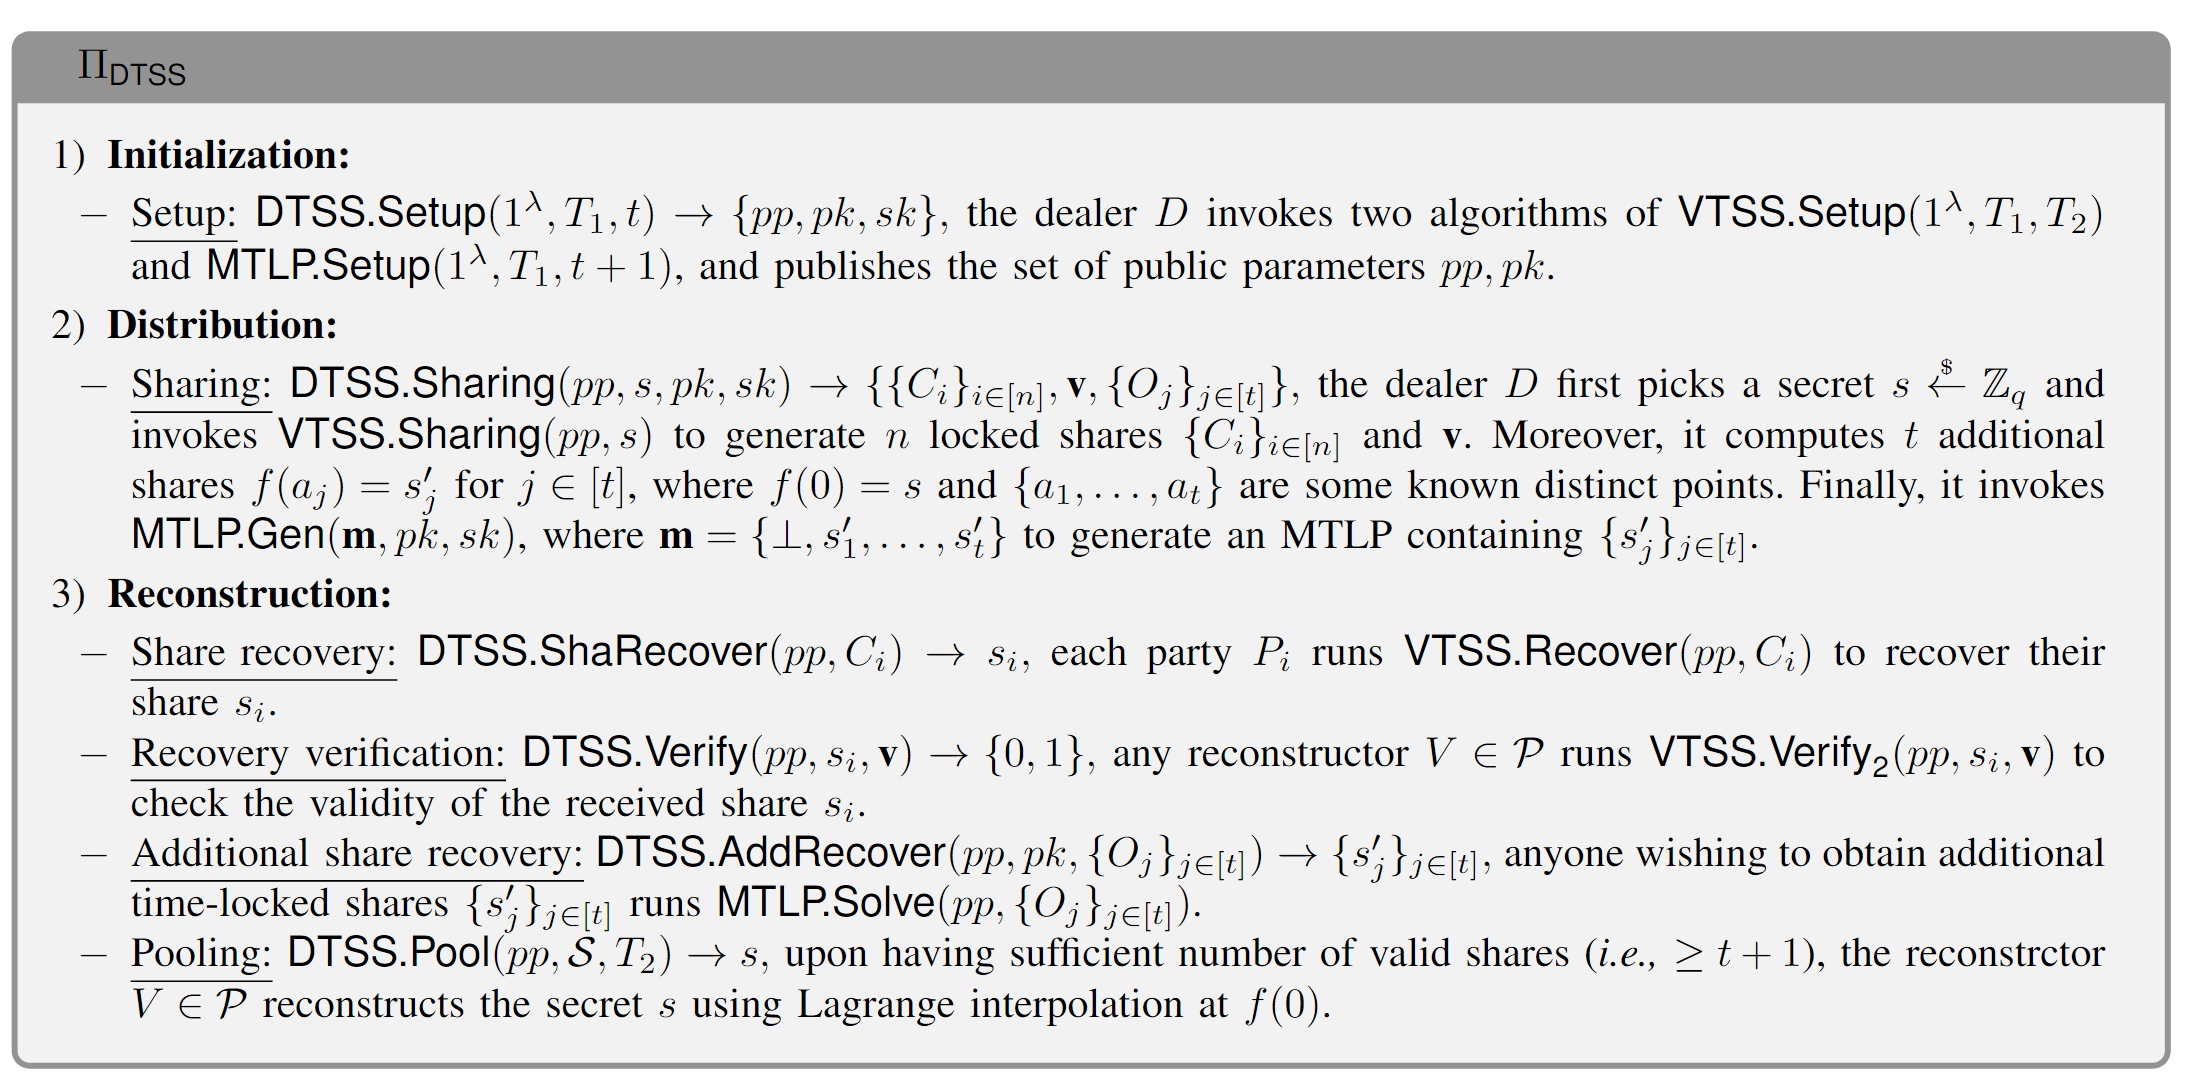 Π_DTSS
1) Initialization:
– Setup: DTSS.Setup(1^λ, T_1, t) → {pp, pk, sk}, the dealer D invokes two algorithms of VTSS.Setup(1^λ, T_1, T_2)
and MTLP.Setup(1^λ, T_1, t + 1), and publishes the set of public parameters pp, pk.
2) Distribution:
– Sharing: DTSS.Sharing(pp, s, pk, sk) → {{C_i}_{i∈[n]}, v, {O_j}_{j∈[t]}}, the dealer D first picks a secret s ←^$ ℤ_q and
invokes VTSS.Sharing(pp, s) to generate n locked shares {C_i}_{i∈[n]} and v. Moreover, it computes t additional
shares f(a_j) = s'_j for j ∈ [t], where f(0) = s and {a_1, . . . , a_t} are some known distinct points. Finally, it invokes
MTLP.Gen(m, pk, sk), where m = {⊥, s'_1, . . . , s'_t} to generate an MTLP containing {s'_j}_{j∈[t]}.
3) Reconstruction:
– Share recovery: DTSS.ShaRecover(pp, C_i) → s_i, each party P_i runs VTSS.Recover(pp, C_i) to recover their
share s_i.
– Recovery verification: DTSS.Verify(pp, s_i, v) → {0, 1}, any reconstructor V ∈ 𝒫 runs VTSS.Verify_2(pp, s_i, v) to
check the validity of the received share s_i.
– Additional share recovery: DTSS.AddRecover(pp, pk, {O_j}_{j∈[t]}) → {s'_j}_{j∈[t]}, anyone wishing to obtain additional
time-locked shares {s'_j}_{j∈[t]} runs MTLP.Solve(pp, {O_j}_{j∈[t]}).
– Pooling: DTSS.Pool(pp, 𝒮, T_2) → s, upon having sufficient number of valid shares (i.e., ≥ t + 1), the reconstrctor
V ∈ 𝒫 reconstructs the secret s using Lagrange interpolation at f(0).